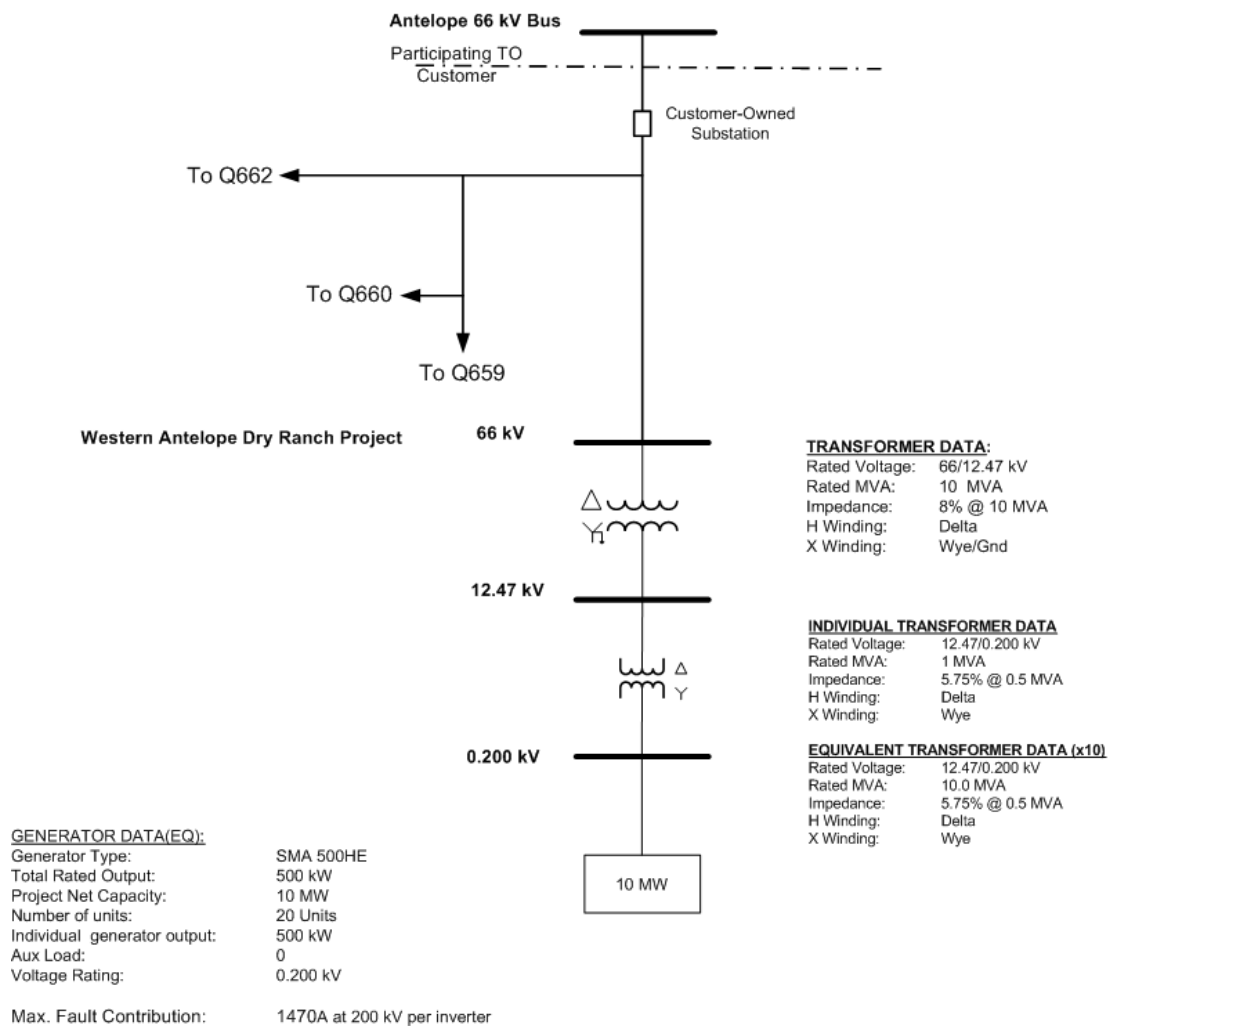 Antelope 66 kV Bus
Participating TO
Customer
Customer-Owned
Substation
To Q662
To Q660
To Q659
Western Antelope Dry Ranch Project
66 kV
TRANSFORMER DATA:
Rated Voltage: 66/12.47 kV
Rated MVA: 10 MVA
Impedance: 8% @ 10 MVA
H Winding: Delta
X Winding: Wye/Gnd
12.47 kV
INDIVIDUAL TRANSFORMER DATA
Rated Voltage: 12.47/0.200 kV
Rated MVA: 1 MVA
Impedance: 5.75% @ 0.5 MVA
H Winding: Delta
X Winding: Wye
0.200 kV
EQUIVALENT TRANSFORMER DATA (x10)
Rated Voltage: 12.47/0.200 kV
Rated MVA: 10.0 MVA
Impedance: 5.75% @ 0.5 MVA
H Winding: Delta
X Winding: Wye
10 MW
GENERATOR DATA(EQ):
Generator Type: SMA 500HE
Total Rated Output: 500 kW
Project Net Capacity: 10 MW
Number of units: 20 Units
Individual generator output: 500 kW
Aux Load: 0
Voltage Rating: 0.200 kV
Max. Fault Contribution: 1470A at 200 kV per inverter